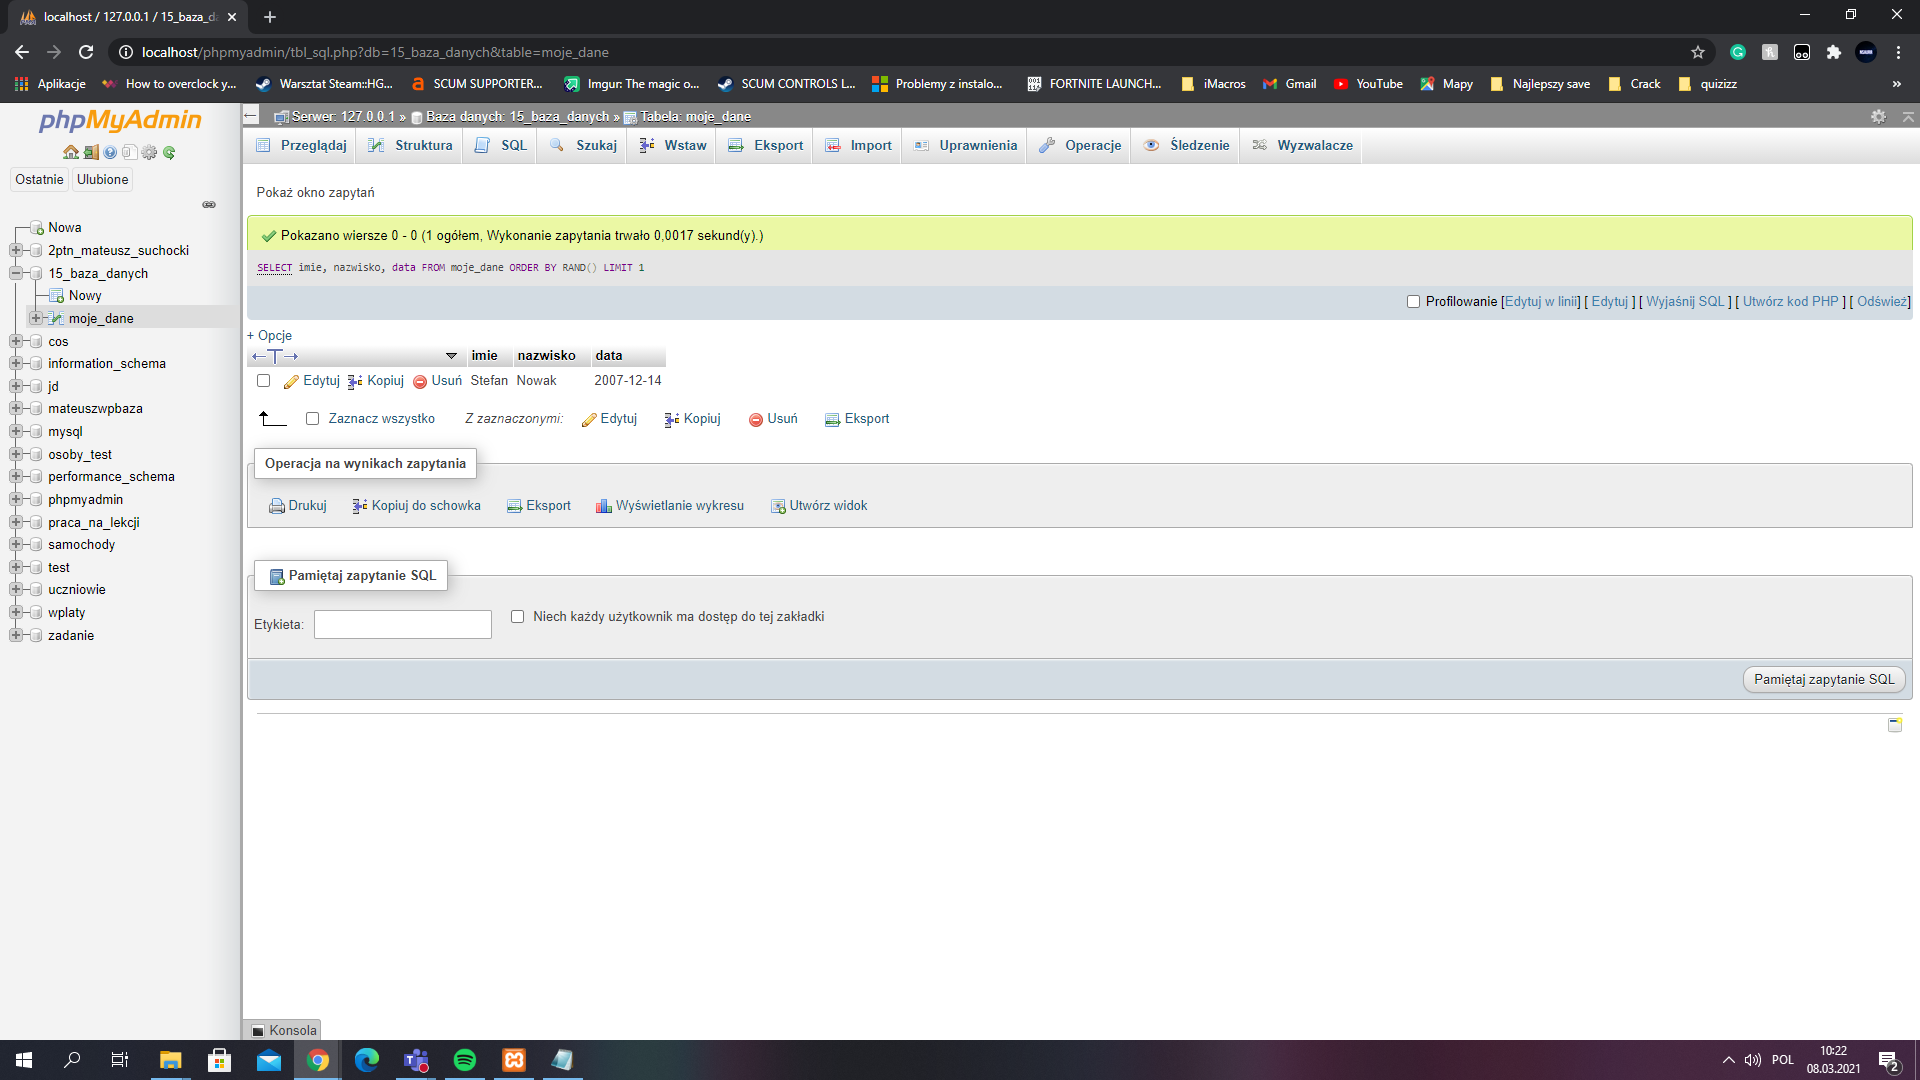 localhost / 127.0.0.1 / 15_baza_da
localhost/phpmyadmin/tbl_sql.php?db=15_baza_danych&table=moje_dane
Aplikacje How to overclock y... Warsztat Steam::HG... SCUM SUPPORTER... Imgur: The magic o... SCUM CONTROLS L... Problemy z instalo... FORTNITE LAUNCH... iMacros Gmail YouTube Mapy Najlepszy save Crack quizizz »
phpMyAdmin
Ostatnie Ulubione
Nowa
2ptn_mateusz_suchocki
15_baza_danych
Nowy
moje_dane
cos
information_schema
jd
mateuszwpbaza
mysql
osoby_test
performance_schema
phpmyadmin
praca_na_lekcji
samochody
test
uczniowie
wplaty
zadanie
Serwer: 127.0.0.1 » Baza danych: 15_baza_danych » Tabela: moje_dane
Przeglądaj Struktura SQL Szukaj Wstaw Eksport Import Uprawnienia Operacje Śledzenie Wyzwalacze
Pokaż okno zapytań
Pokazano wiersze 0 - 0 (1 ogółem, Wykonanie zapytania trwało 0,0017 sekund(y).)
SELECT imie, nazwisko, data FROM moje_dane ORDER BY RAND() LIMIT 1
Profilowanie [Edytuj w linii] [ Edytuj ] [ Wyjaśnij SQL ] [ Utwórz kod PHP ] [ Odśwież]
+ Opcje
←T→ imie nazwisko data
Edytuj Kopiuj Usuń Stefan Nowak 2007-12-14
Zaznacz wszystko Z zaznaczonymi: Edytuj Kopiuj Usuń Eksport
Operacja na wynikach zapytania
Drukuj Kopiuj do schowka Eksport Wyświetlanie wykresu Utwórz widok
Pamiętaj zapytanie SQL
Etykieta: Niech każdy użytkownik ma dostęp do tej zakładki
Pamiętaj zapytanie SQL
Konsola
POL
10:22
08.03.2021
2